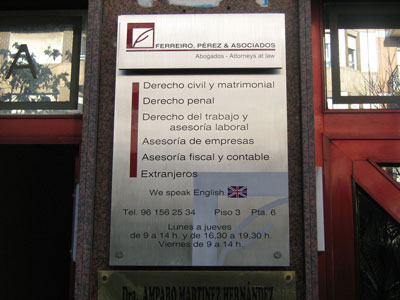 FERREIRO, PÉREZ & ASOCIADOS
Abogados - Attorneys at law
Derecho civil y matrimonial
Derecho penal
Derecho del trabajo y
asesoría laboral
Asesoría de empresas
Asesoría fiscal y contable
Extranjeros
We speak English
Tel. 96 156 25 34 Piso 3 Pta. 6
Lunes a jueves
de 9 a 14 h. y de 16,30 a 19,30 h.
Viernes de 9 a 14 h.
Dra. AMPARO MARTINEZ HERNÁNDEZ
A